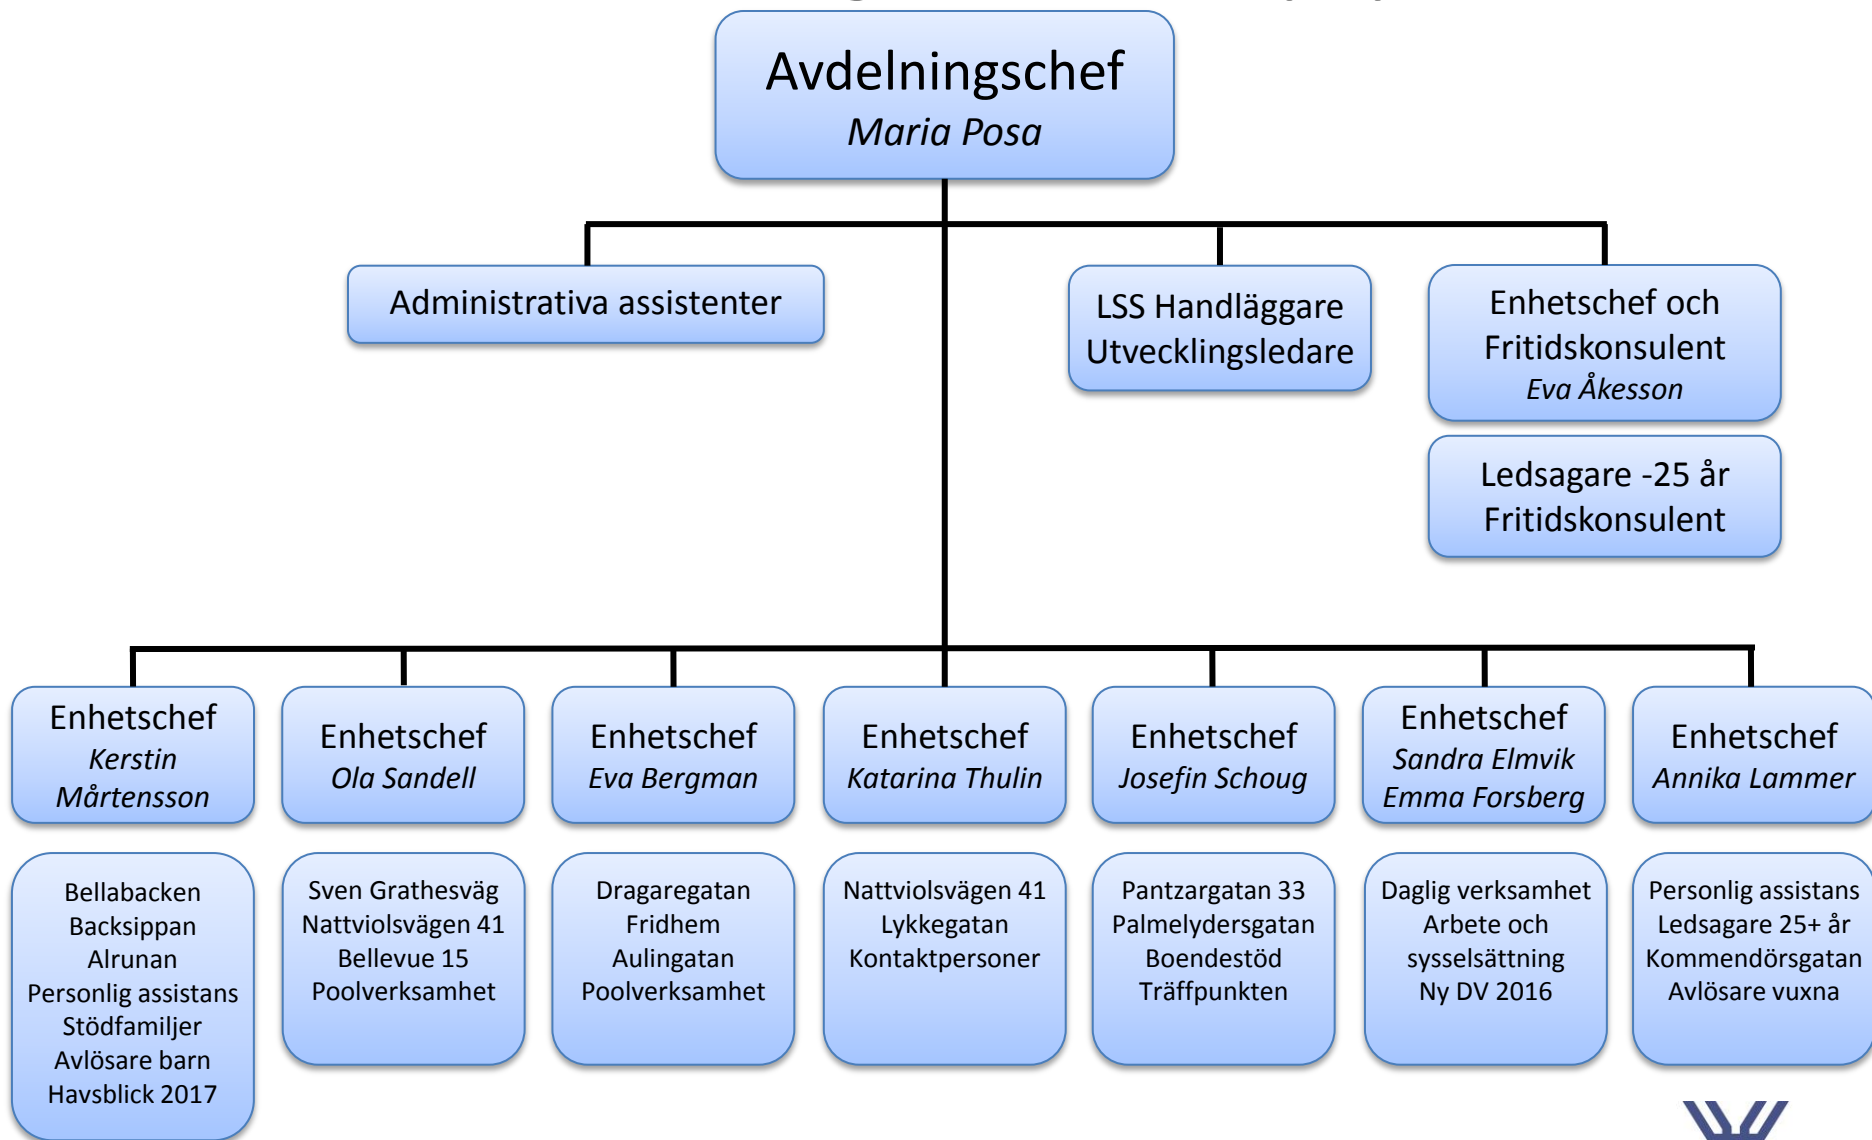 Avdelningschef
Maria Posa
Administrativa assistenter
LSS Handläggare
Utvecklingsledare
Enhetschef och
Fritidskonsulent
Eva Åkesson
Ledsagare -25 år
Fritidskonsulent
Enhetschef
Kerstin
Mårtensson
Enhetschef
Ola Sandell
Enhetschef
Eva Bergman
Enhetschef
Katarina Thulin
Enhetschef
Josefin Schoug
Enhetschef
Sandra Elmvik
Emma Forsberg
Enhetschef
Annika Lammer
Bellabacken
Backsippan
Alrunan
Personlig assistans
Stödfamiljer
Avlösare barn
Havsblick 2017
Sven Grathesväg
Nattviolsvägen 41
Bellevue 15
Poolverksamhet
Dragaregatan
Fridhem
Aulingatan
Poolverksamhet
Nattviolsvägen 41
Lykkegatan
Kontaktpersoner
Pantzargatan 33
Palmelydersgatan
Boendestöd
Träffpunkten
Daglig verksamhet
Arbete och
sysselsättning
Ny DV 2016
Personlig assistans
Ledsagare 25+ år
Kommendörsgatan
Avlösare vuxna